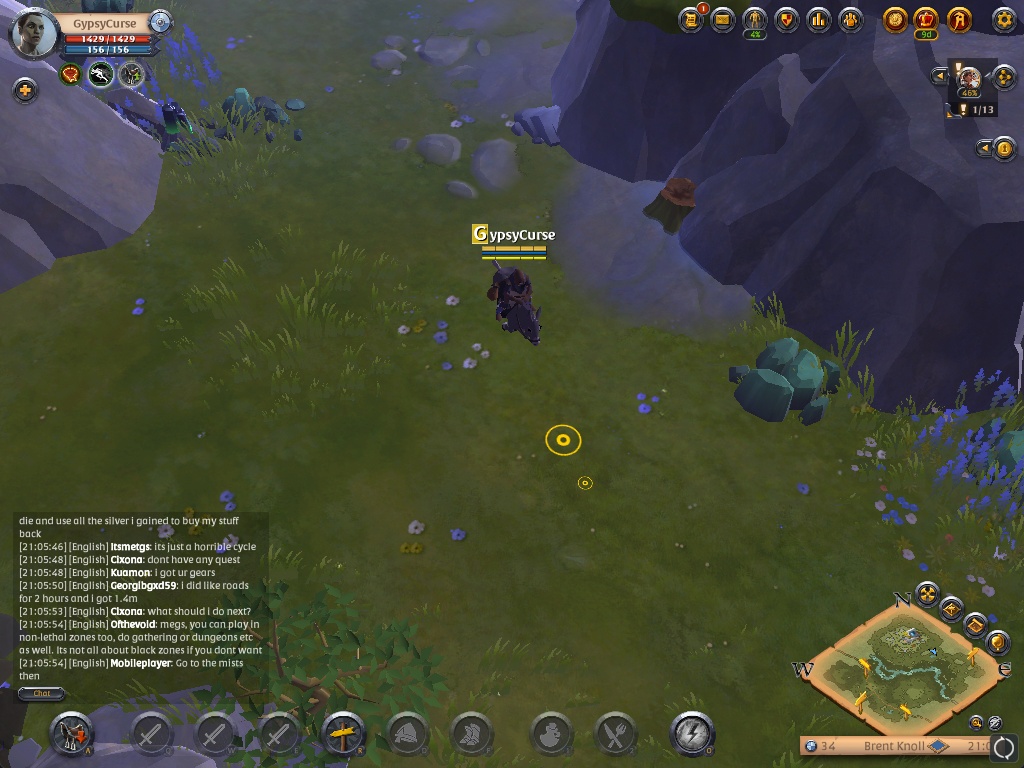 GypsyCurse
1429 / 1429
156 / 156
1
4%
9d
46%
1/13
GypsyCurse
die and use all the silver i gained to buy my stuff
back
[21:05:46] [English] Itsmetgs: its just a horrible cycle
[21:05:48] [English] Cixona: dont have any quest
[21:05:48] [English] Kuamon: i got ur gears
[21:05:50] [English] Georgibgxd59: i did like roads
for 2 hours and i got 1.4m
[21:05:53] [English] Cixona: what should i do next?
[21:05:54] [English] Ofthevoid: megs, you can play in
non-lethal zones too, do gathering or dungeons etc
as well. Its not all about black zones if you dont want
[21:05:54] [English] Mobileplayer: Go to the mists
then
Chat
N
W
E
A
Q
W
E
R
D
F
O
34
Brent Knoll